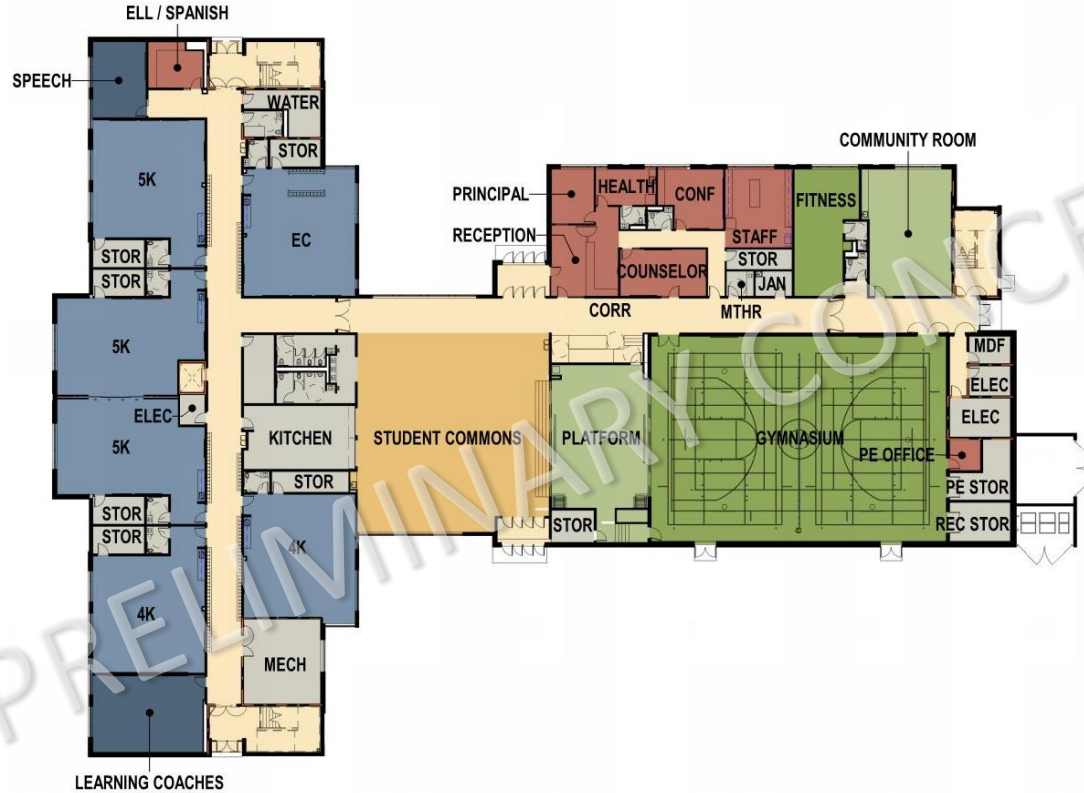 ELL / SPANISH
SPEECH
WATER
STOR
5K
EC
STOR
STOR
COMMUNITY ROOM
PRINCIPAL
HEALTH
CONF
FITNESS
RECEPTION
STAFF
STOR
COUNSELOR
JAN
CORR
MTHR
5K
ELEC
5K
KITCHEN
STOR
STUDENT COMMONS
PLATFORM
GYMNASIUM
MDF
ELEC
ELEC
PE OFFICE
PE STOR
REC STOR
STOR
STOR
STOR
4K
4K
MECH
LEARNING COACHES
PRELIMINARY CONCE